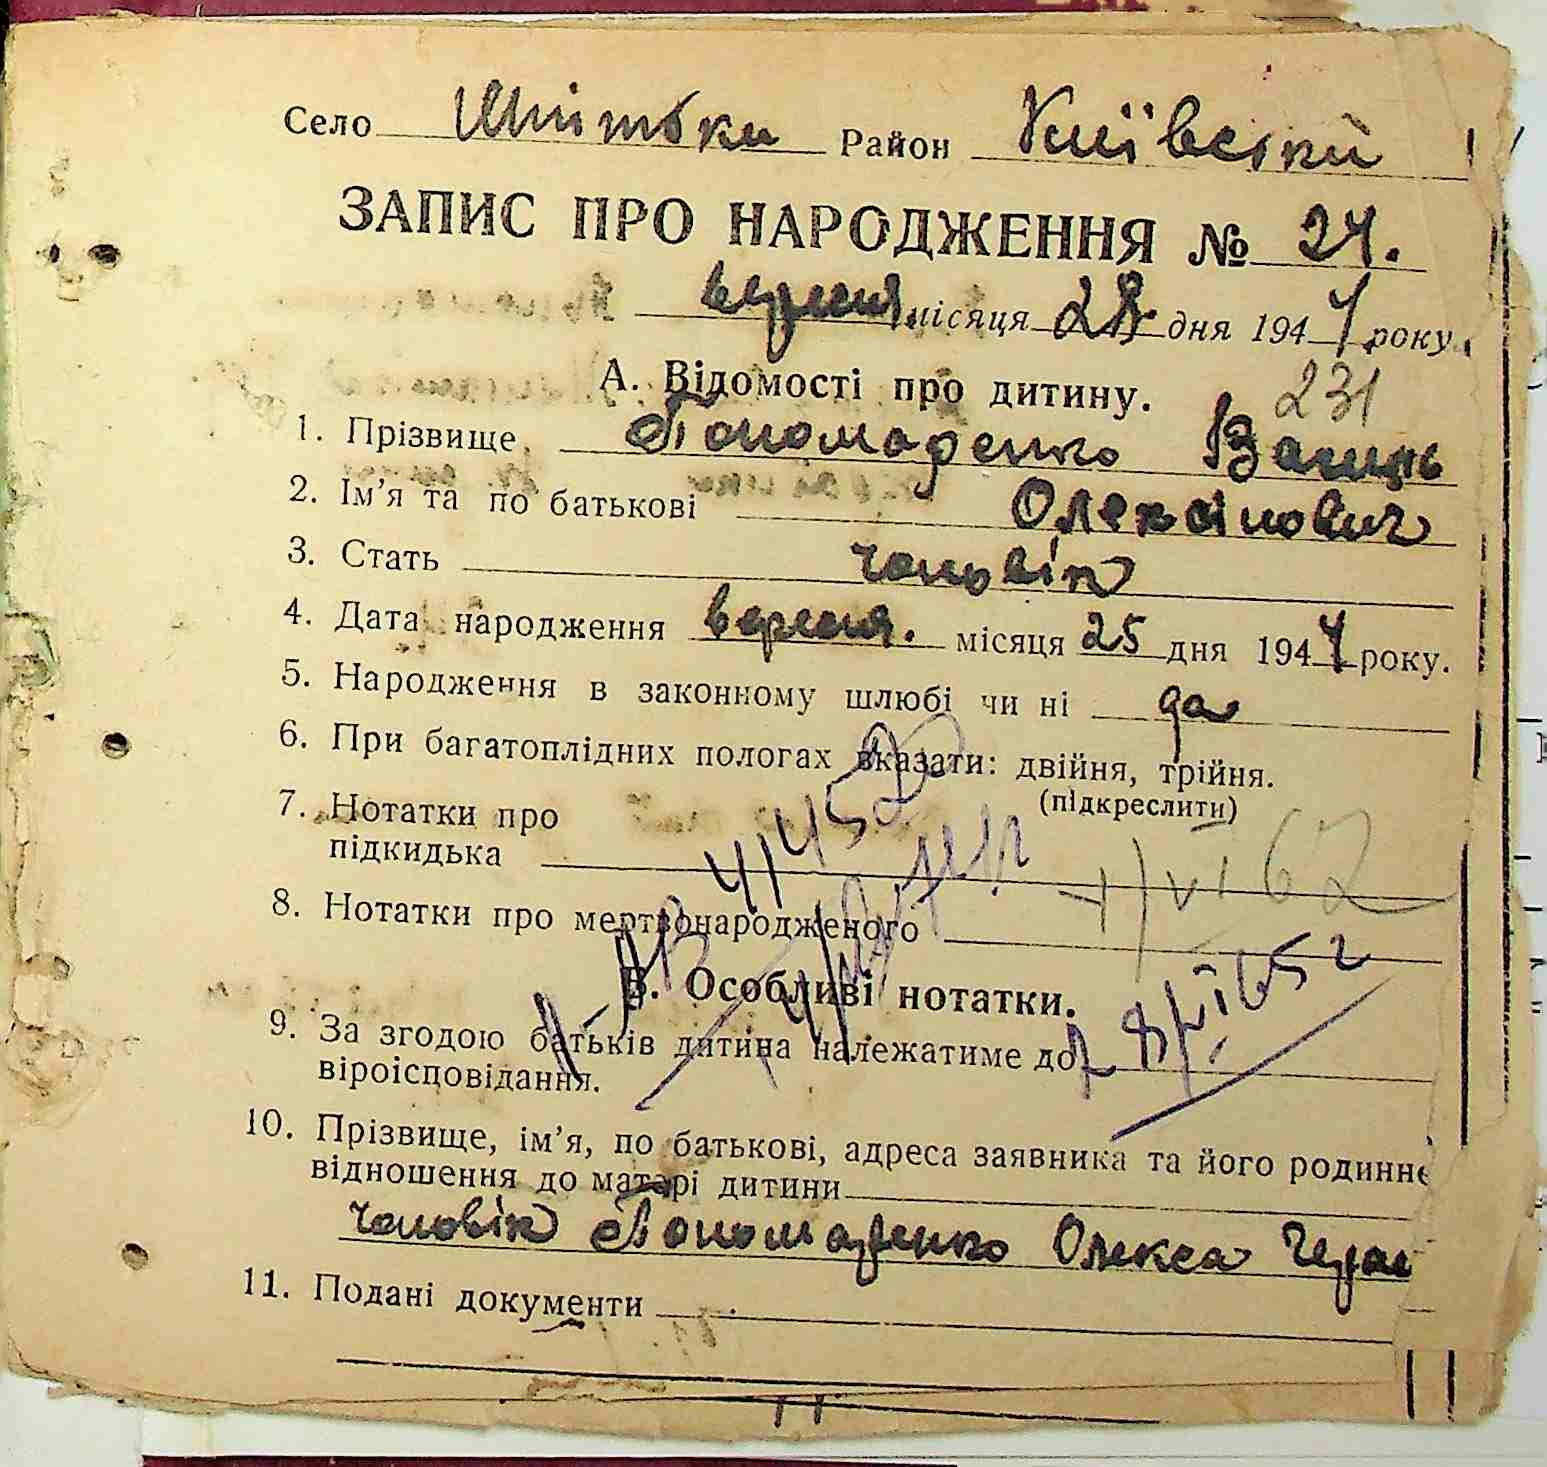 Село Шпитьки Район Київський
ЗАПИС ПРО НАРОДЖЕННЯ № 24.
вересня місяця 28 дня 1941 року
А. Відомості про дитину. 231
1. Прізвище Пономаренко
2. Ім'я та по батькові Олексійович
3. Стать чоловік
4. Дата народження вересня. місяця 25 дня 1941 року.
5. Народження в законному шлюбі чи ні да
6. При багатоплідних пологах вказати: двійня, трійня.
(підкреслити)
7. Нотатки про
підкидька
8. Нотатки про мертвонародженого
В. Особливі нотатки.
9. За згодою батьків дитина належатиме до
віроісповідання.
10. Прізвище, ім'я, по батькові, адреса заявника та його родинне
відношення до матері дитини
чоловік Пономаренко Олекса
11. Подані документи